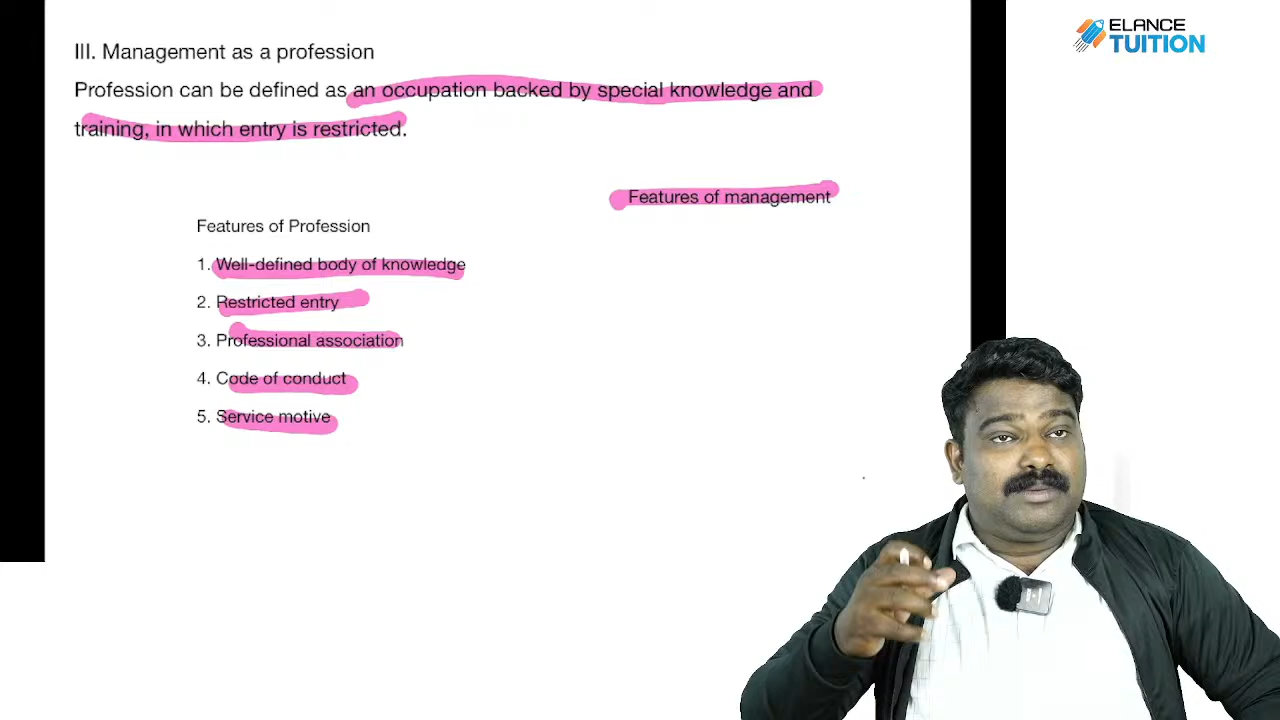 III. Management as a profession
Profession can be defined as an occupation backed by special knowledge and
training, in which entry is restricted.
Features of management
Features of Profession
1. Well-defined body of knowledge
2. Restricted entry
3. Professional association
4. Code of conduct
5. Service motive
ELANCE
TUITION